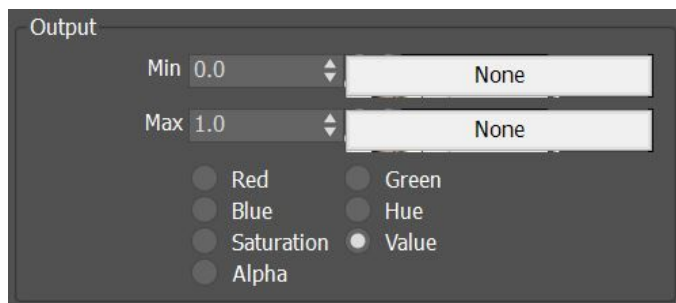 Output
Min 0.0 None
Max 1.0 None
Red Green
Blue Hue
Saturation Value
Alpha